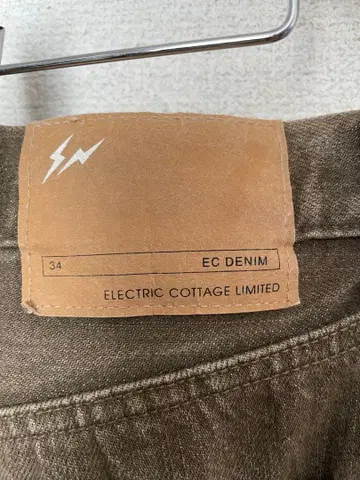 34 EC DENIM
ELECTRIC COTTAGE LIMITED